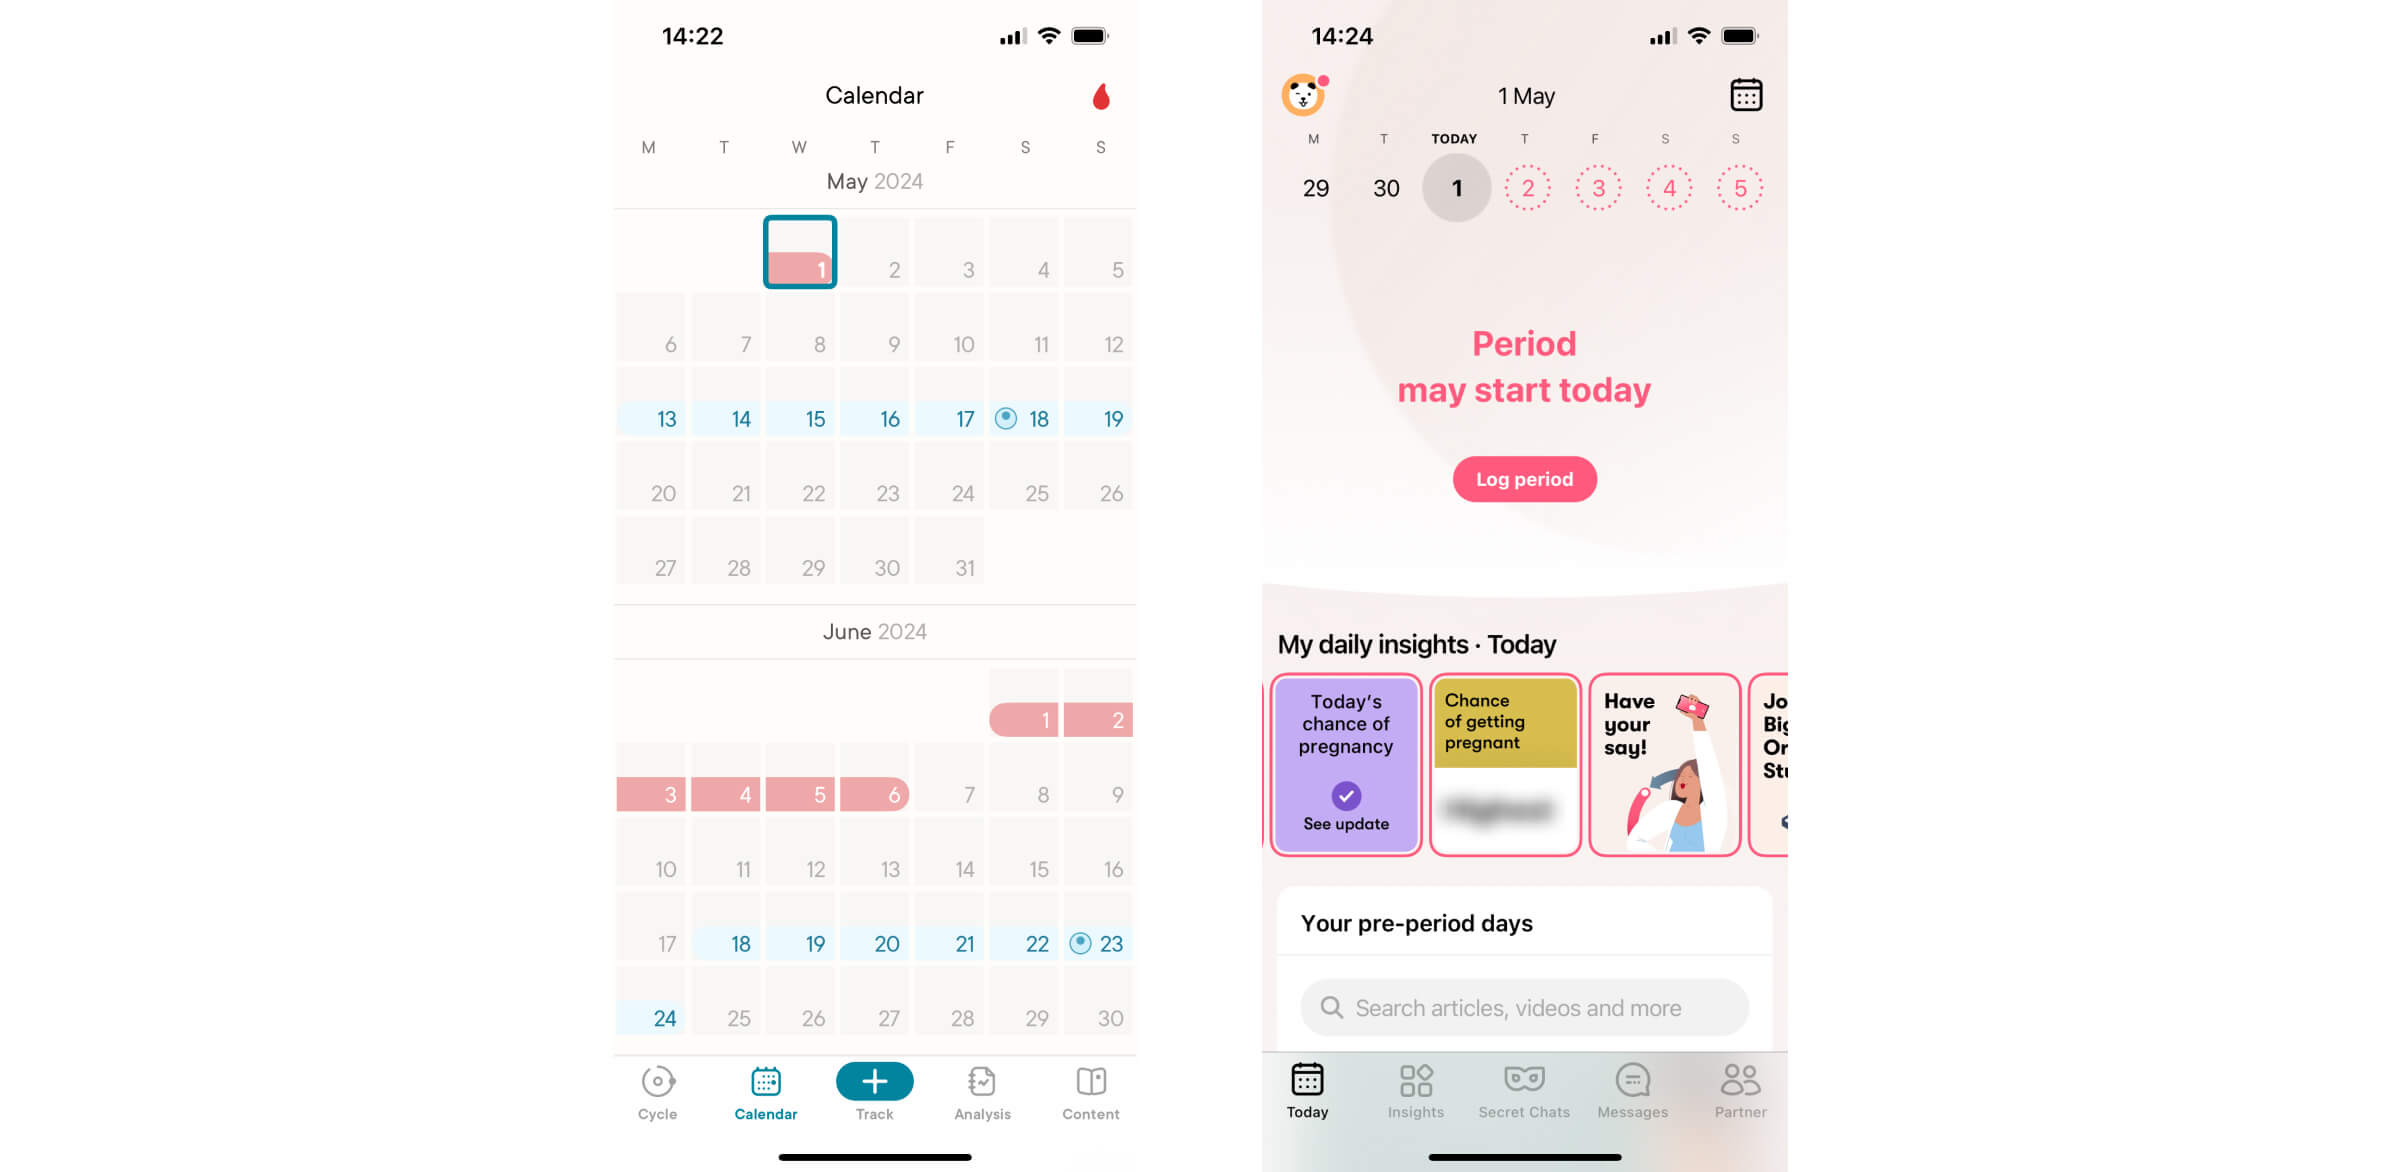 14:22
Calendar
M T W T F S S
May 2024
1 2 3 4 5
6 7 8 9 10 11 12
13 14 15 16 17 18 19
20 21 22 23 24 25 26
27 28 29 30 31
June 2024
1 2
3 4 5 6 7 8 9
10 11 12 13 14 15 16
17 18 19 20 21 22 23
24 25 26 27 28 29 30
Cycle Calendar Track Analysis Content
14:24
1 May
M T TODAY T F S S
29 30 1 2 3 4 5
Period
may start today
Log period
My daily insights · Today
Today's
chance of
pregnancy
See update
Chance
of getting
pregnant
Have
your
say!
Your pre-period days
Search articles, videos and more
Today Insights Secret Chats Messages Partner